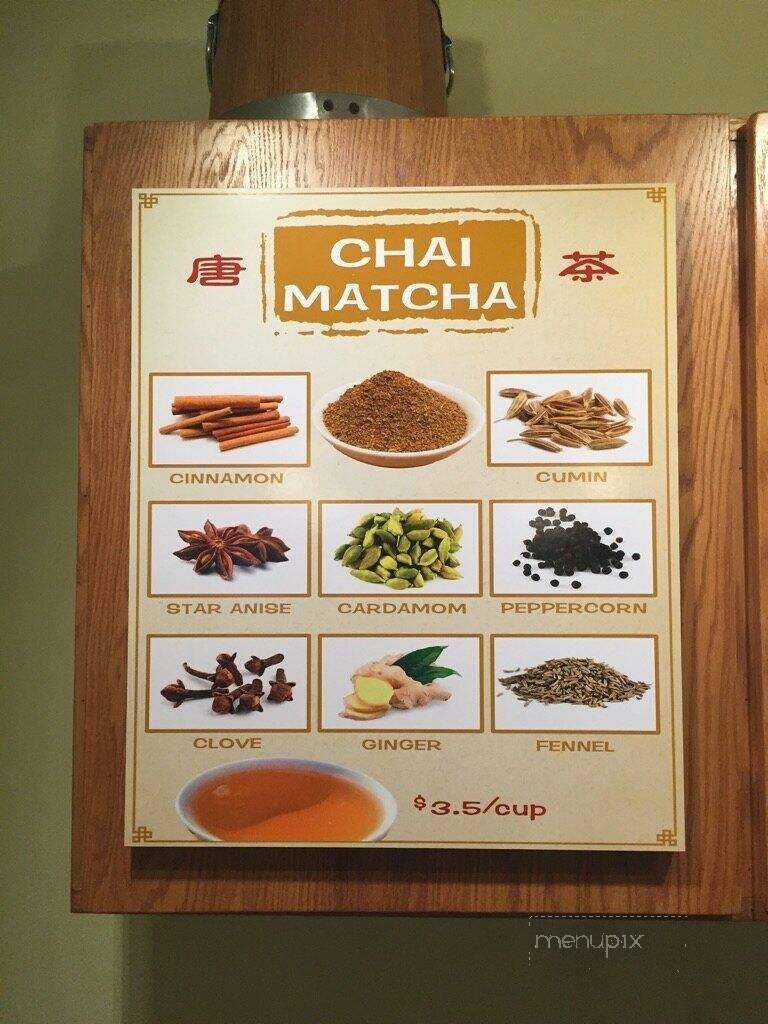 CHAI
唐 茶
MATCHA
CINNAMON CUMIN
STAR ANISE CARDAMOM PEPPERCORN
CLOVE GINGER FENNEL
$3.5/cup
menupix